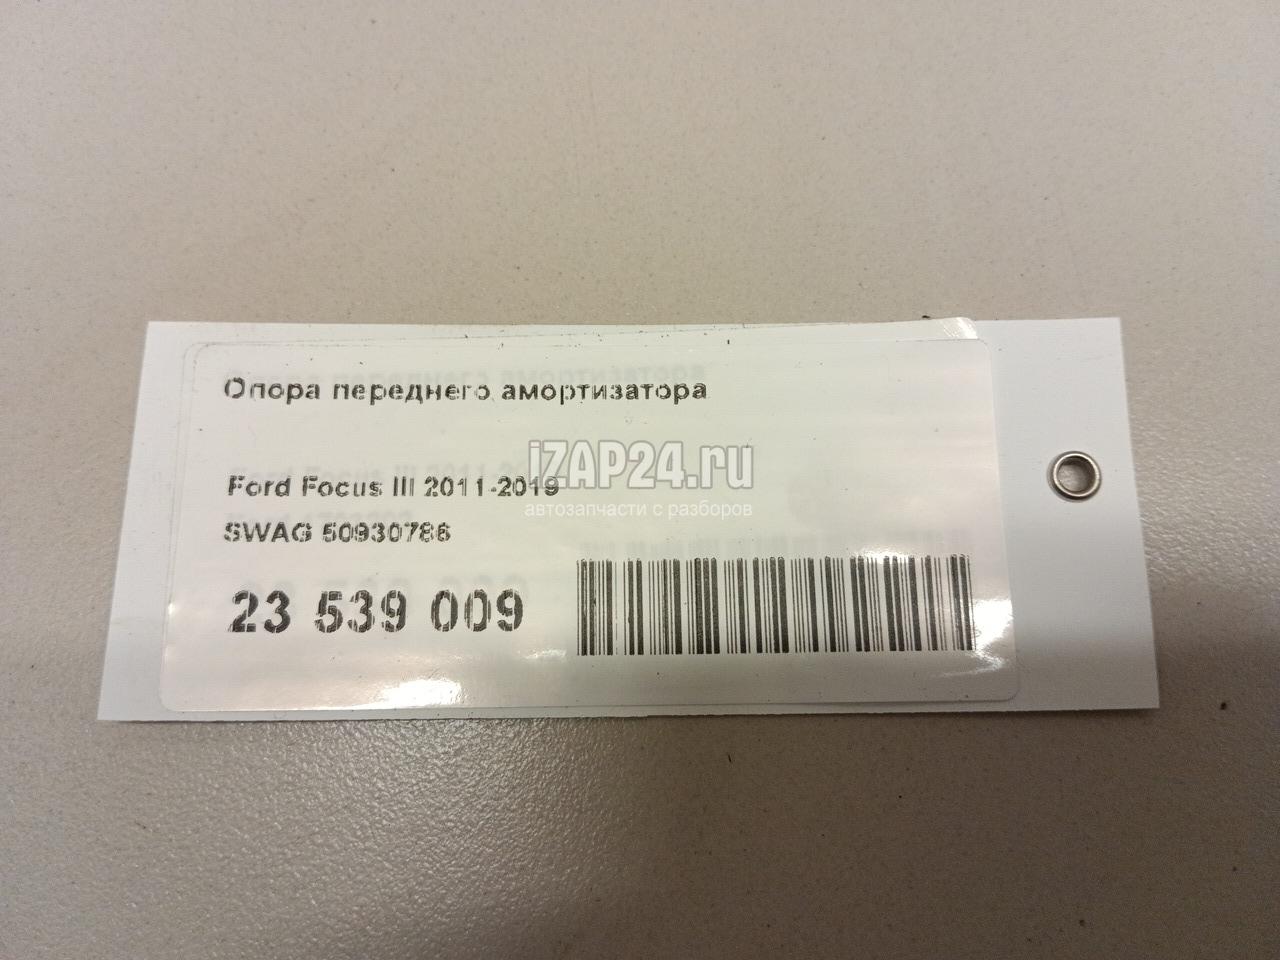 Опора переднего амортизатора
iZAP24.ru
Ford Focus III 2011-2019
автозапчасти с разборов
SWAG 50930786
23 539 009